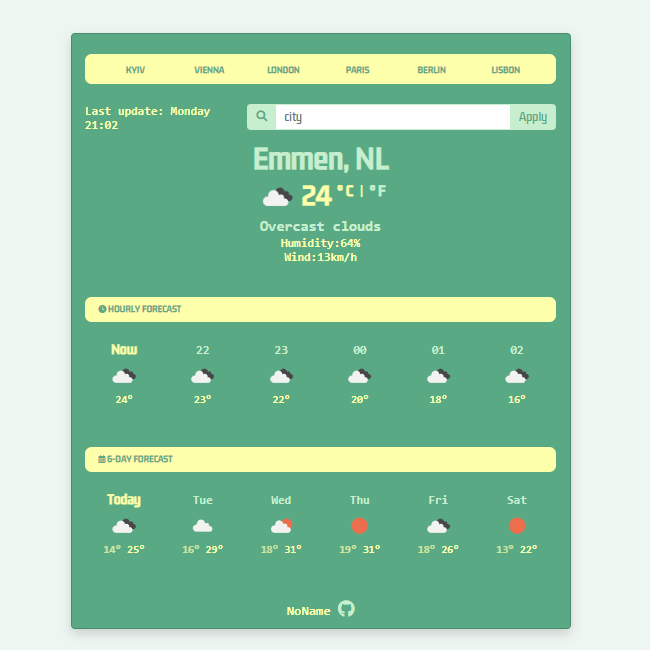 KYIV VIENNA LONDON PARIS BERLIN LISBON
Last update: Monday
21:02
city Apply
Emmen, NL
24 °C | °F
Overcast clouds
Humidity:64%
Wind:13km/h
HOURLY FORECAST
Now 22 23 00 01 02
24° 23° 22° 20° 18° 16°
6-DAY FORECAST
Today Tue Wed Thu Fri Sat
14° 25° 16° 29° 18° 31° 19° 31° 18° 26° 13° 22°
NoName